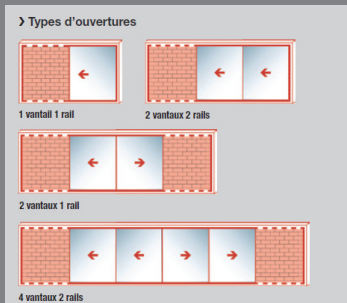 ❯ Types d’ouvertures
1 vantail 1 rail
2 vantaux 2 rails
2 vantaux 1 rail
4 vantaux 2 rails